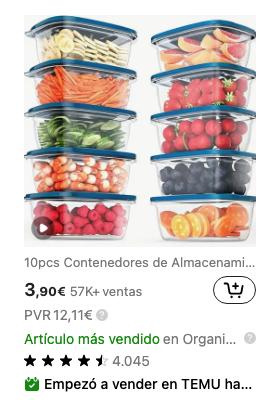 10pcs Contenedores de Almacenami...
3,90€ 57K+ ventas
PVR 12,11€
Artículo más vendido en Organi...
4.045
Empezó a vender en TEMU ha...